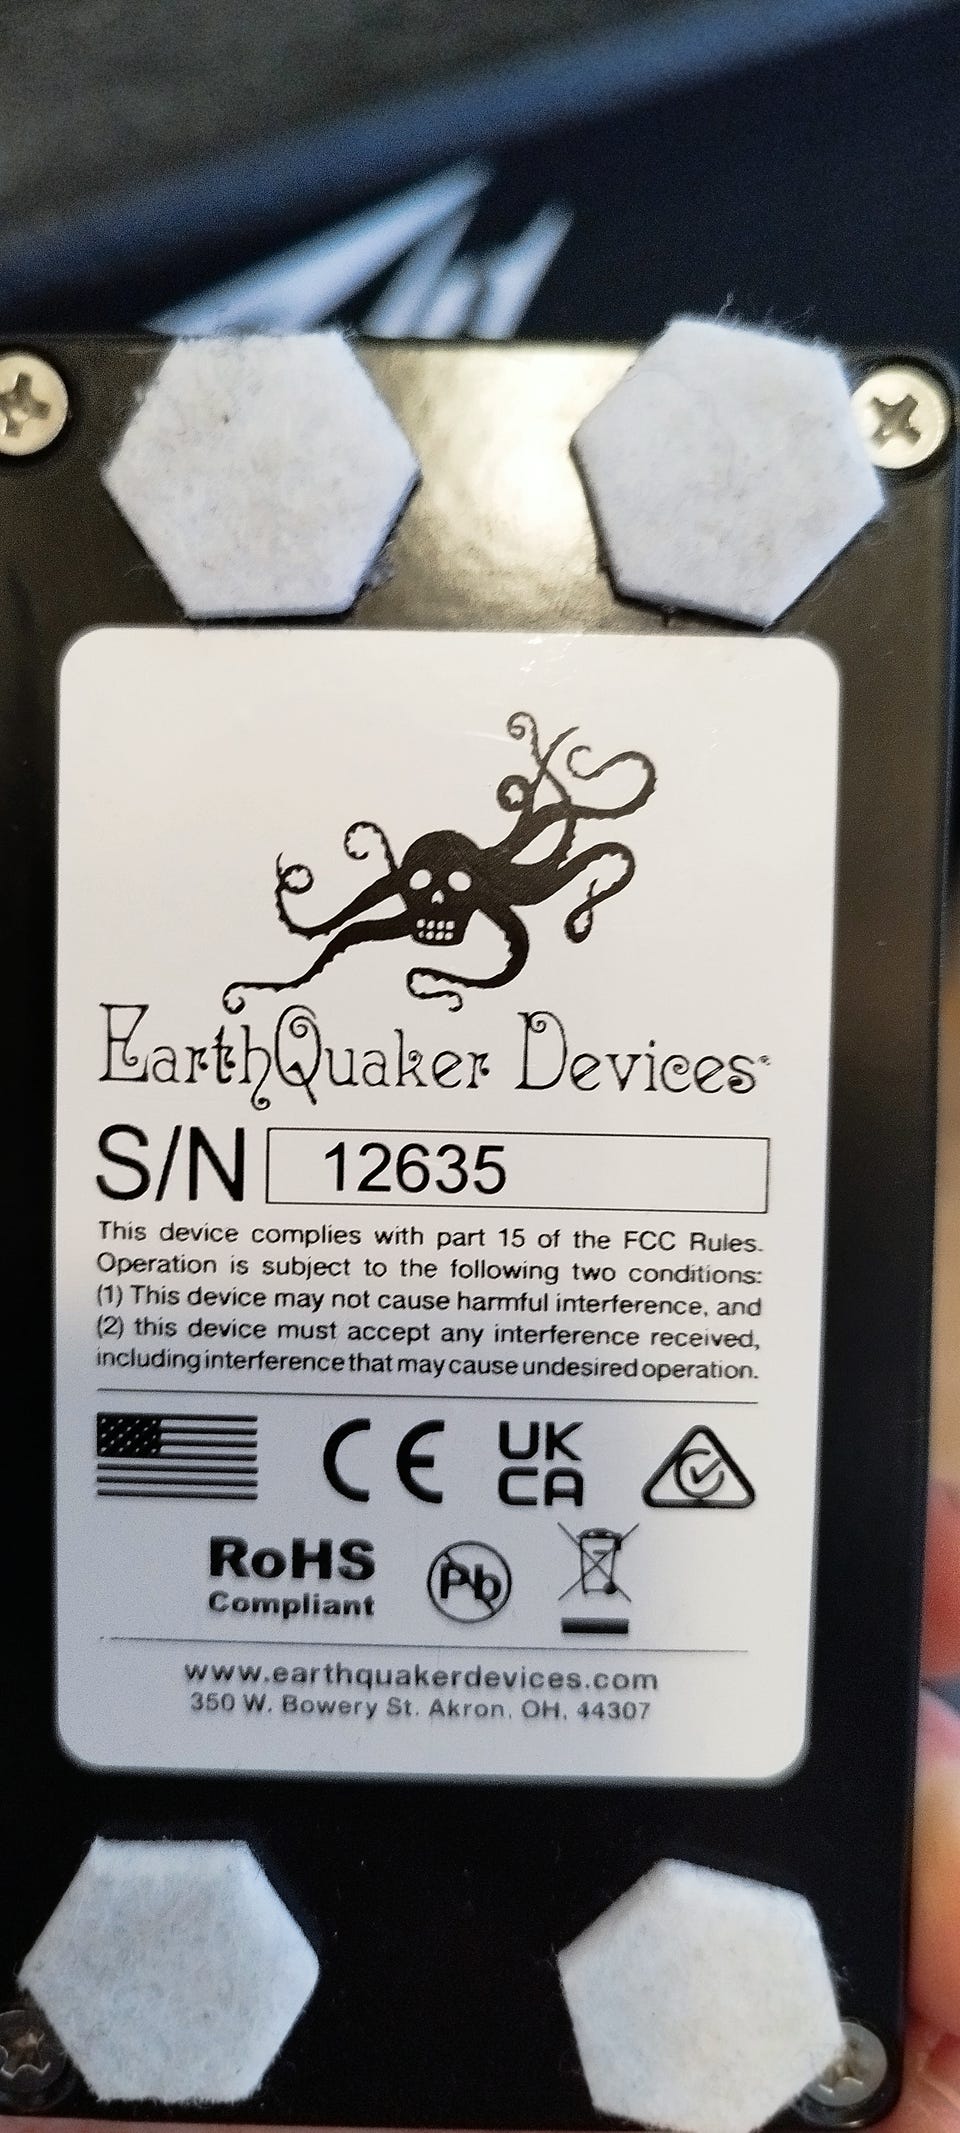 EarthQuaker Devices®
S/N 12635
This device complies with part 15 of the FCC Rules.
Operation is subject to the following two conditions:
(1) This device may not cause harmful interference, and
(2) this device must accept any interference received,
including interference that may cause undesired operation.
CE
UK
CA
RoHS
Compliant
Pb
www.earthquakerdevices.com
350 W. Bowery St. Akron, OH, 44307